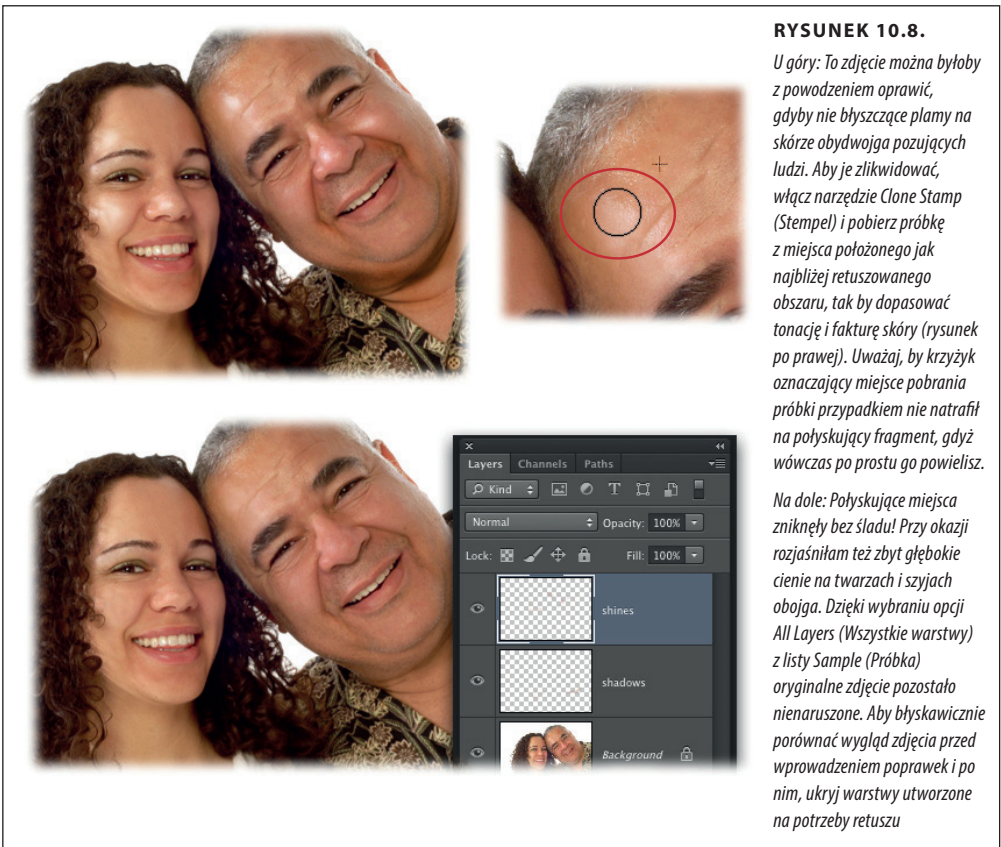 RYSUNEK 10.8.
U góry: To zdjęcie można byłoby
z powodzeniem oprawić,
gdyby nie błyszczące plamy na
skórze obydwojga pozujących
ludzi. Aby je zlikwidować,
włącz narzędzie Clone Stamp
(Stempel) i pobierz próbkę
z miejsca położonego jak
najbliżej retuszowanego
obszaru, tak by dopasować
tonację i fakturę skóry (rysunek
po prawej). Uważaj, by krzyżyk
oznaczający miejsce pobrania
próbki przypadkiem nie natrafił
na połyskujący fragment, gdyż
wówczas po prostu go powielisz.
Na dole: Połyskujące miejsca
zniknęły bez śladu! Przy okazji
rozjaśniłam też zbyt głębokie
cienie na twarzach i szyjach
obojga. Dzięki wybraniu opcji
All Layers (Wszystkie warstwy)
z listy Sample (Próbka)
oryginalne zdjęcie pozostało
nienaruszone. Aby błyskawicznie
porównać wygląd zdjęcia przed
wprowadzeniem poprawek i po
nim, ukryj warstwy utworzone
na potrzeby retuszu
Layers Channels Paths
Kind
Normal Opacity: 100%
Lock: Fill: 100%
shines
shadows
Background